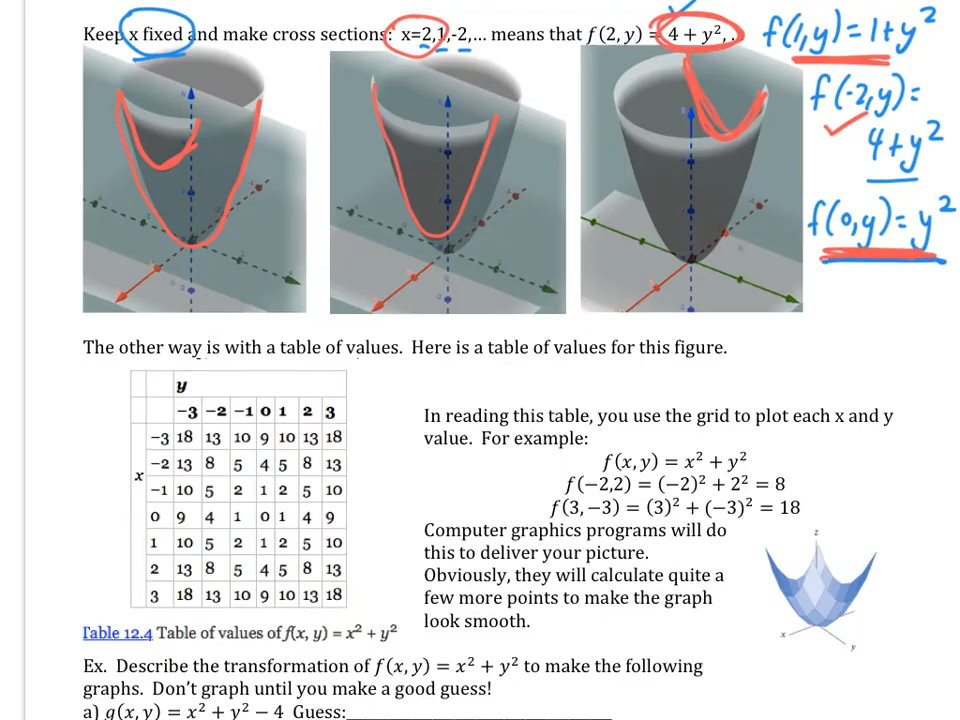 Keep x fixed and make cross sections: x=2,1,-2,… means that f(2, y) = 4 + y², .
f(1,y)=1+y²
f(-2,y)=
4+y²
f(0,y)=y²
The other way is with a table of values. Here is a table of values for this figure.
y
−3 −2 −1 0 1 2 3
−3 18 13 10 9 10 13 18
−2 13 8 5 4 5 8 13
x
−1 10 5 2 1 2 5 10
0 9 4 1 0 1 4 9
1 10 5 2 1 2 5 10
2 13 8 5 4 5 8 13
3 18 13 10 9 10 13 18
Table 12.4 Table of values of f(x, y) = x² + y²
In reading this table, you use the grid to plot each x and y
value. For example:
f(x, y) = x² + y²
f(−2,2) = (−2)² + 2² = 8
f(3, −3) = (3)² + (−3)² = 18
Computer graphics programs will do
this to deliver your picture.
Obviously, they will calculate quite a
few more points to make the graph
look smooth.
z
x
y
Ex. Describe the transformation of f(x, y) = x² + y² to make the following
graphs. Don't graph until you make a good guess!
a) g(x, y) = x² + y² − 4 Guess: